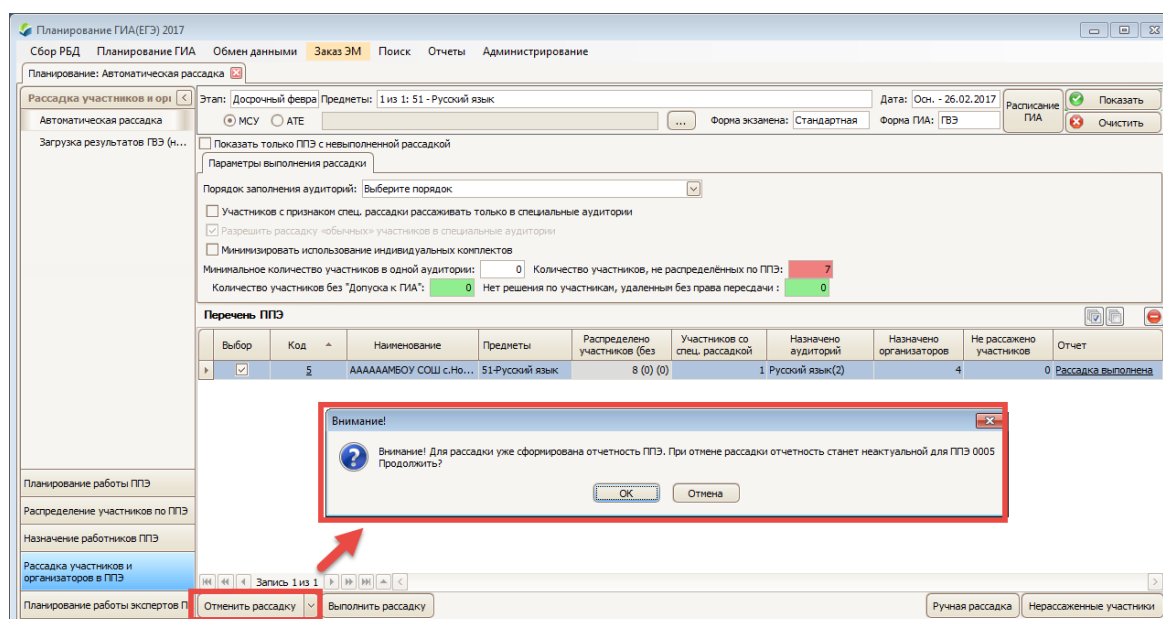 Планирование ГИА(ЕГЭ) 2017
Сбор РБД Планирование ГИА Обмен данными Заказ ЭМ Поиск Отчеты Администрирование
Планирование: Автоматическая рассадка
Рассадка участников и орг
Автоматическая рассадка
Загрузка результатов ГВЭ (н...
Этап: Досрочный февра Предметы: 1 из 1: 51 - Русский язык Дата: Осн. - 26.02.2017 Расписание ГИА Показать
МСУ АТЕ ... Форма экзамена: Стандартная Форма ГИА: ГВЭ Очистить
Показать только ППЭ с невыполненной рассадкой
Параметры выполнения рассадки
Порядок заполнения аудиторий: Выберите порядок
Участников с признаком спец. рассадки рассаживать только в специальные аудитории
Разрешить рассадку «обычных» участников в специальные аудитории
Минимизировать использование индивидуальных комплектов
Минимальное количество участников в одной аудитории: 0 Количество участников, не распределённых по ППЭ: 7
Количество участников без "Допуска к ГИА": 0 Нет решения по участникам, удаленным без права пересдачи : 0
Перечень ППЭ
Выбор Код Наименование Предметы Распределено участников (без Участников со спец. рассадкой Назначено аудиторий Назначено организаторов Не рассажено участников Отчет
5 ААААААМБОУ СОШ с.Но... 51-Русский язык 8 (0) (0) 1 Русский язык(2) 4 0 Рассадка выполнена
Внимание!
Внимание! Для рассадки уже сформирована отчетность ППЭ. При отмене рассадки отчетность станет неактуальной для ППЭ 0005
Продолжить?
OK Отмена
Планирование работы ППЭ
Распределение участников по ППЭ
Назначение работников ППЭ
Рассадка участников и
организаторов в ППЭ
Планирование работы экспертов П
Запись 1 из 1
Отменить рассадку Выполнить рассадку Ручная рассадка Нерассаженные участники